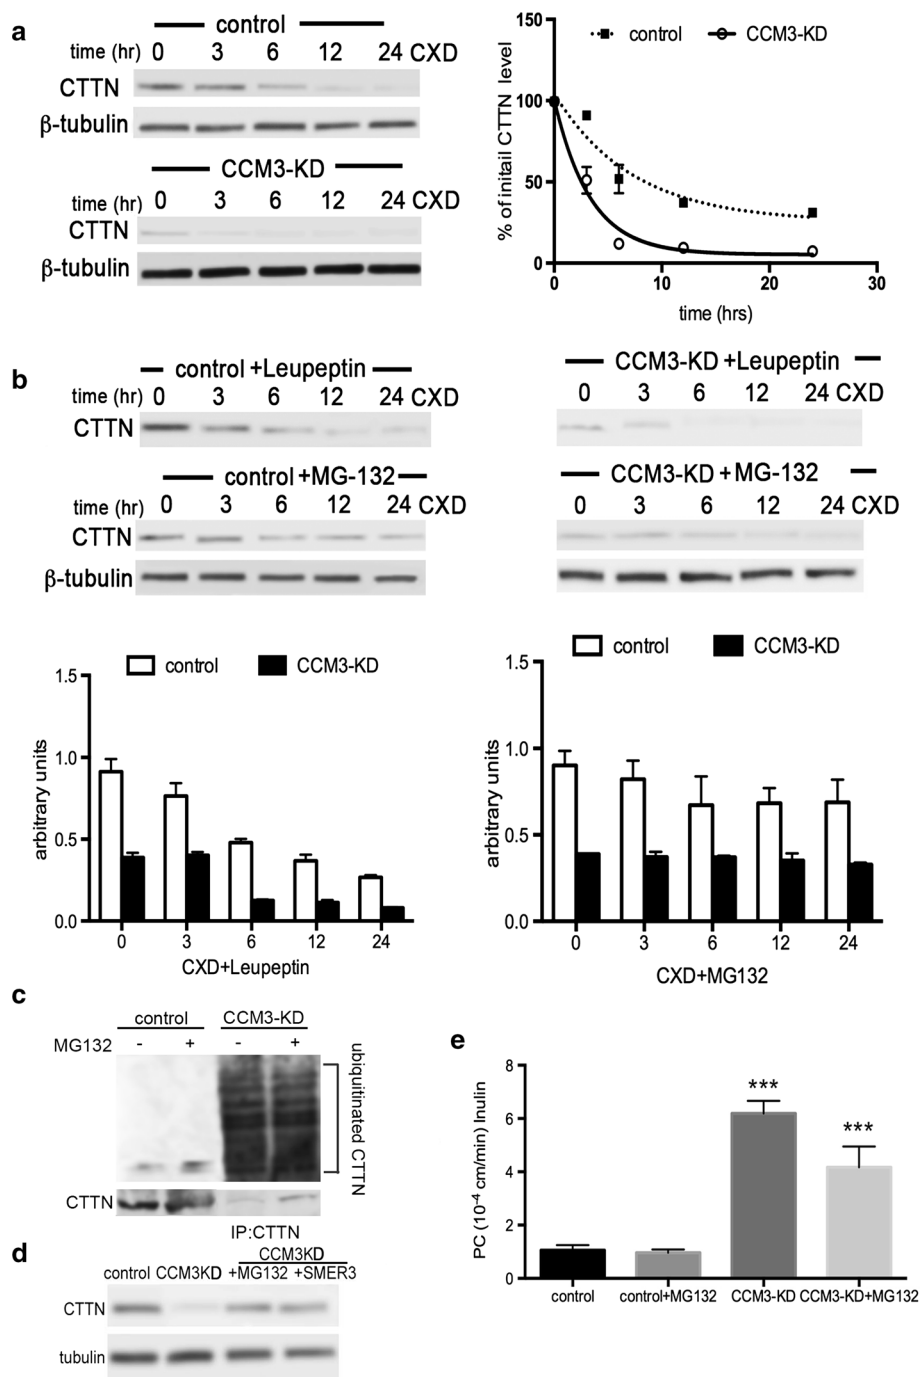 a
control
time (hr) 0 3 6 12 24 CXD
CTTN
β-tubulin
CCM3-KD
time (hr) 0 3 6 12 24 CXD
CTTN
β-tubulin
control CCM3-KD
% of initail CTTN level
150
100
50
0
0 10 20 30
time (hrs)
b
control +Leupeptin
time (hr) 0 3 6 12 24 CXD
CTTN
control +MG-132
time (hr) 0 3 6 12 24 CXD
CTTN
β-tubulin
CCM3-KD +Leupeptin
0 3 6 12 24 CXD
CCM3-KD +MG-132
0 3 6 12 24 CXD
control CCM3-KD
arbitrary units
1.5
1.0
0.5
0.0
0 3 6 12 24
CXD+Leupeptin
control CCM3-KD
arbitrary units
1.5
1.0
0.5
0.0
0 3 6 12 24
CXD+MG132
c
control CCM3-KD
MG132 - + - +
ubiquitinated CTTN
CTTN
IP:CTTN
d
CCM3KD
control CCM3KD +MG132 +SMER3
CTTN
tubulin
e
PC (10-4 cm/min) Inulin
8
6
4
2
0
***
***
control control+MG132 CCM3-KD CCM3-KD+MG132